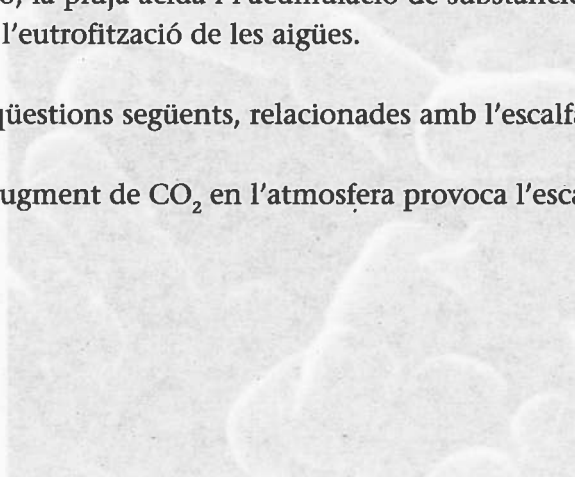 la pluja àcida i l'acumulació de
l'eutrofització de les aigües.
qüestions següents, relacionades amb l'escalfa
ugment de CO₂ en l'atmosfera provoca l'esca